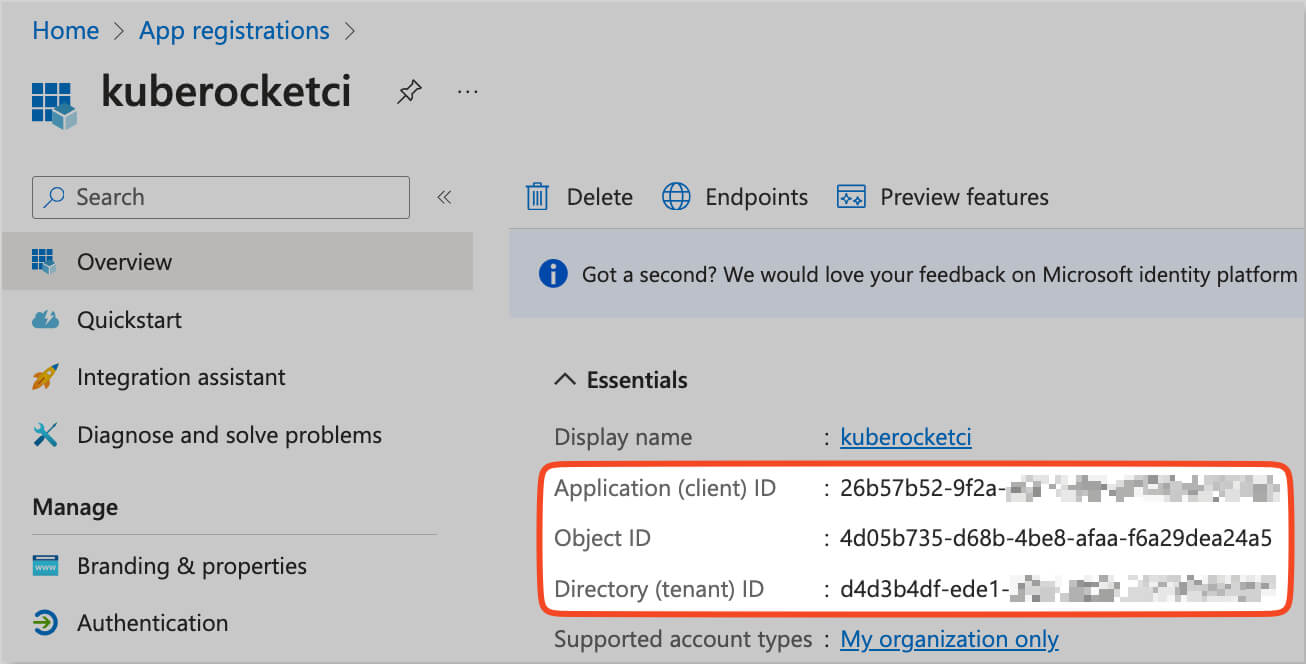 Home > App registrations >
kuberocketci
Search
Delete Endpoints Preview features
Overview
Got a second? We would love your feedback on Microsoft identity platform
Quickstart
Integration assistant
Essentials
Diagnose and solve problems
Display name : kuberocketci
Application (client) ID : 26b57b52-9f2a-
Manage
Object ID : 4d05b735-d68b-4be8-afaa-f6a29dea24a5
www
Branding & properties
Directory (tenant) ID : d4d3b4df-ede1-
Authentication
Supported account types : My organization only